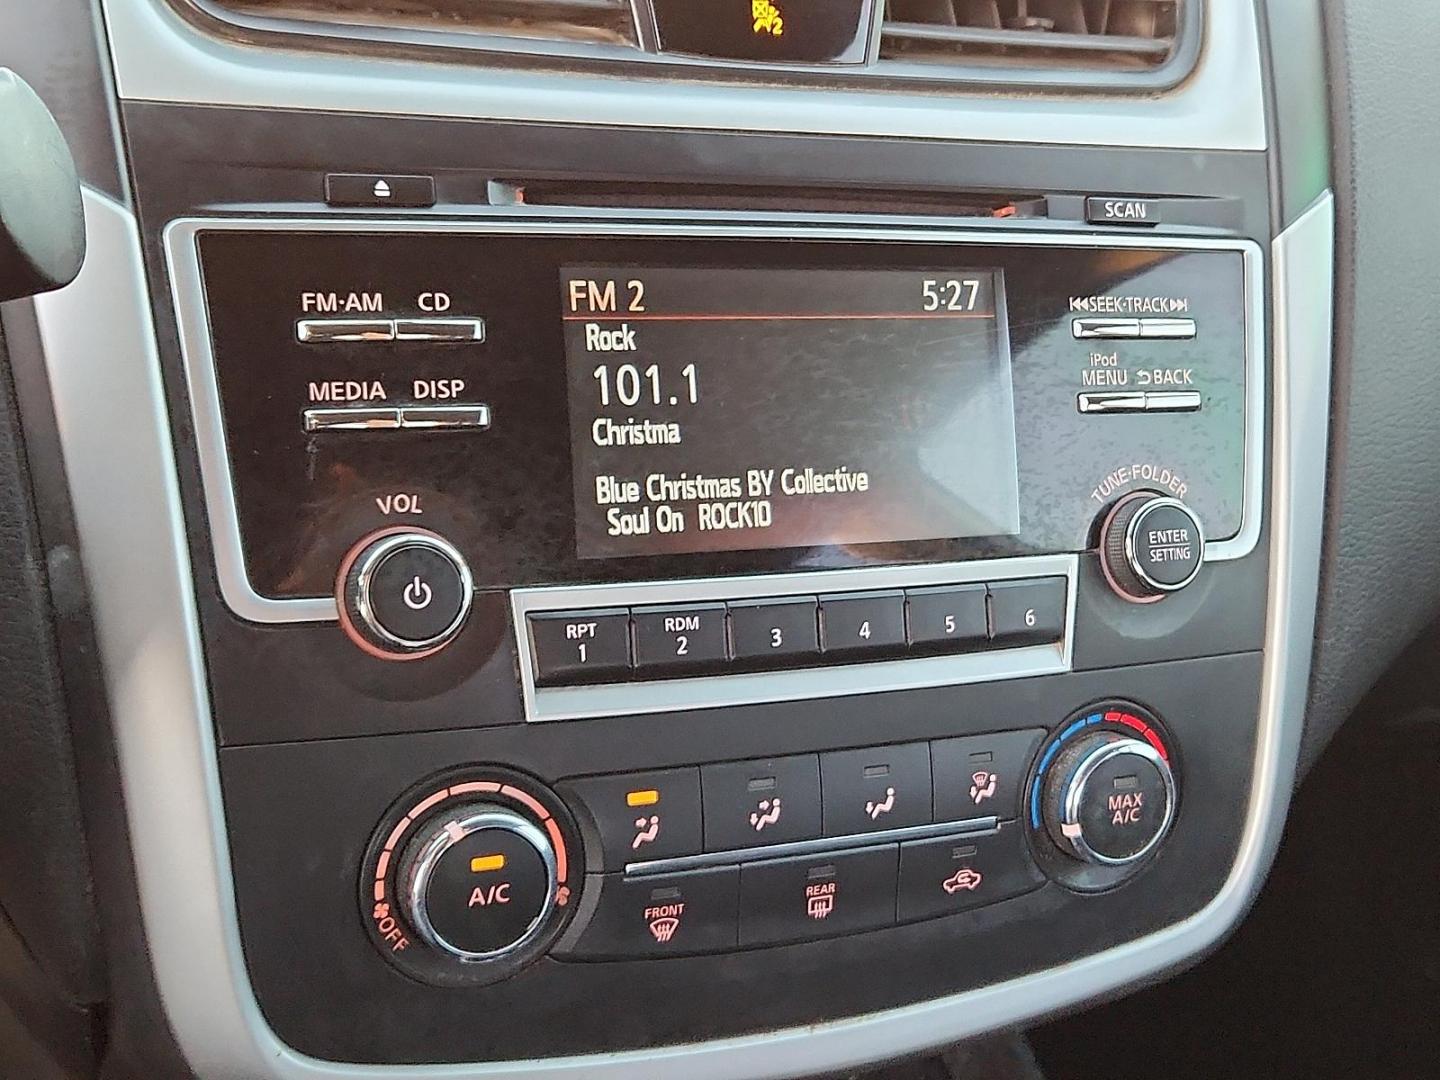 2
SCAN
FM·AM CD
FM 2 5:27
SEEK·TRACK
Rock
iPod
MENU BACK
MEDIA DISP
101.1
Christma
Blue Christmas BY Collective
Soul On ROCK10
VOL
TUNE·FOLDER
ENTER
SETTING
RPT
1
RDM
2
3
4
5
6
MAX
A/C
A/C
OFF
FRONT
REAR